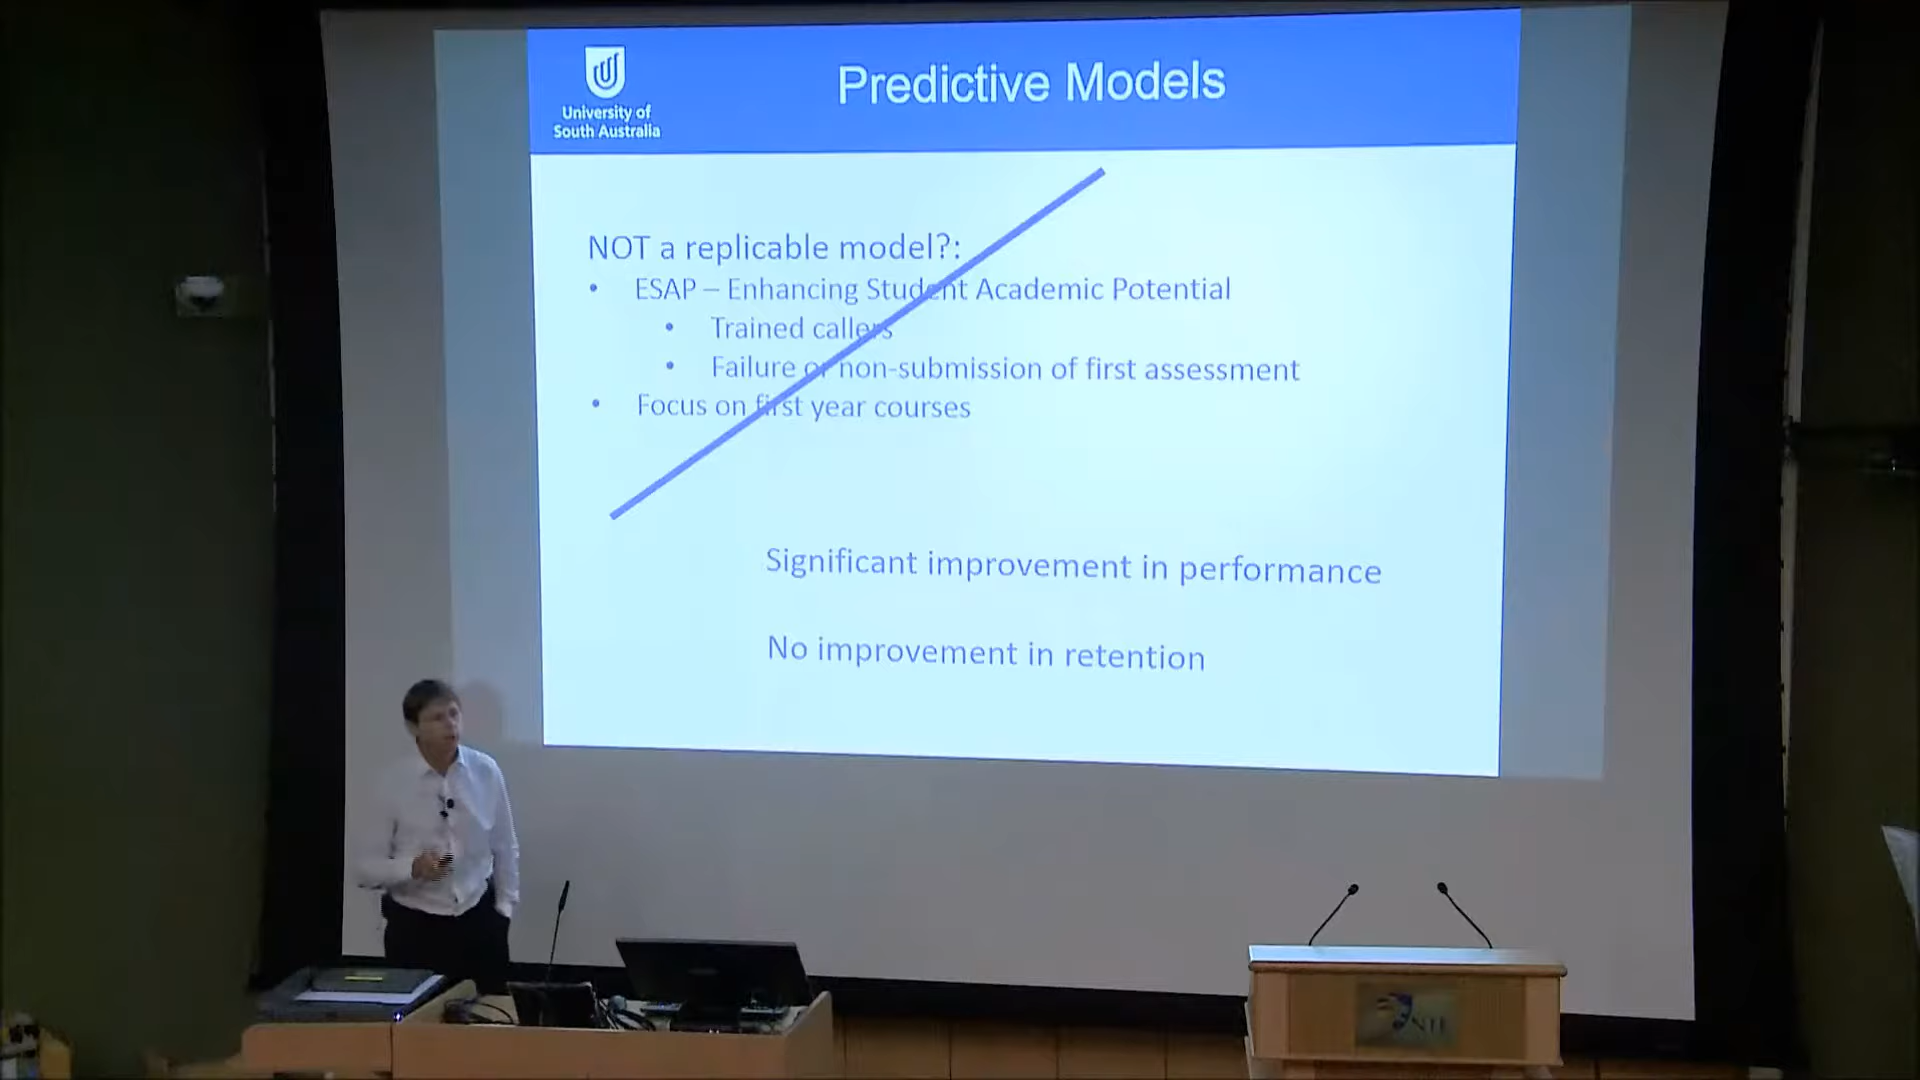 University of
South Australia
Predictive Models
NOT a replicable model?:
• ESAP – Enhancing Student Academic Potential
• Trained callers
• Failure or non-submission of first assessment
• Focus on first year courses
Significant improvement in performance
No improvement in retention
NIE